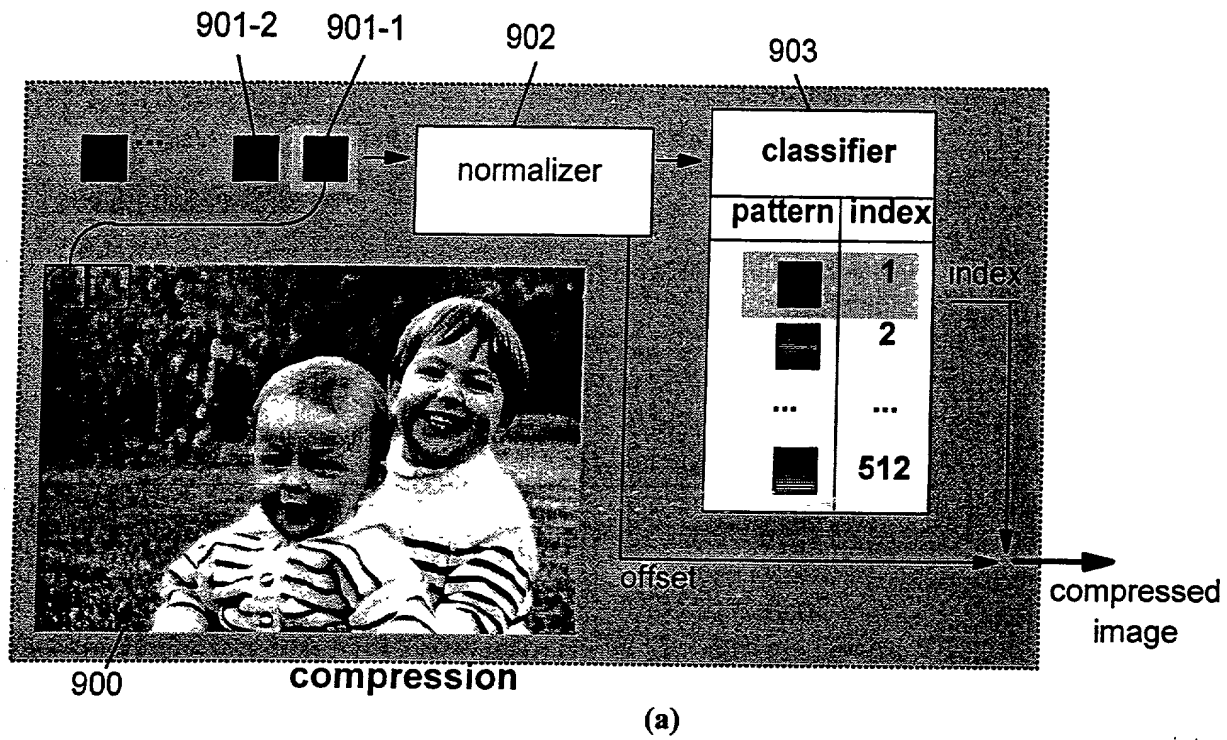 901-2 901-1 902 903
...
normalizer
classifier
pattern index
1 index
2
... ...
512
offset
compressed
image
900
compression
(a)